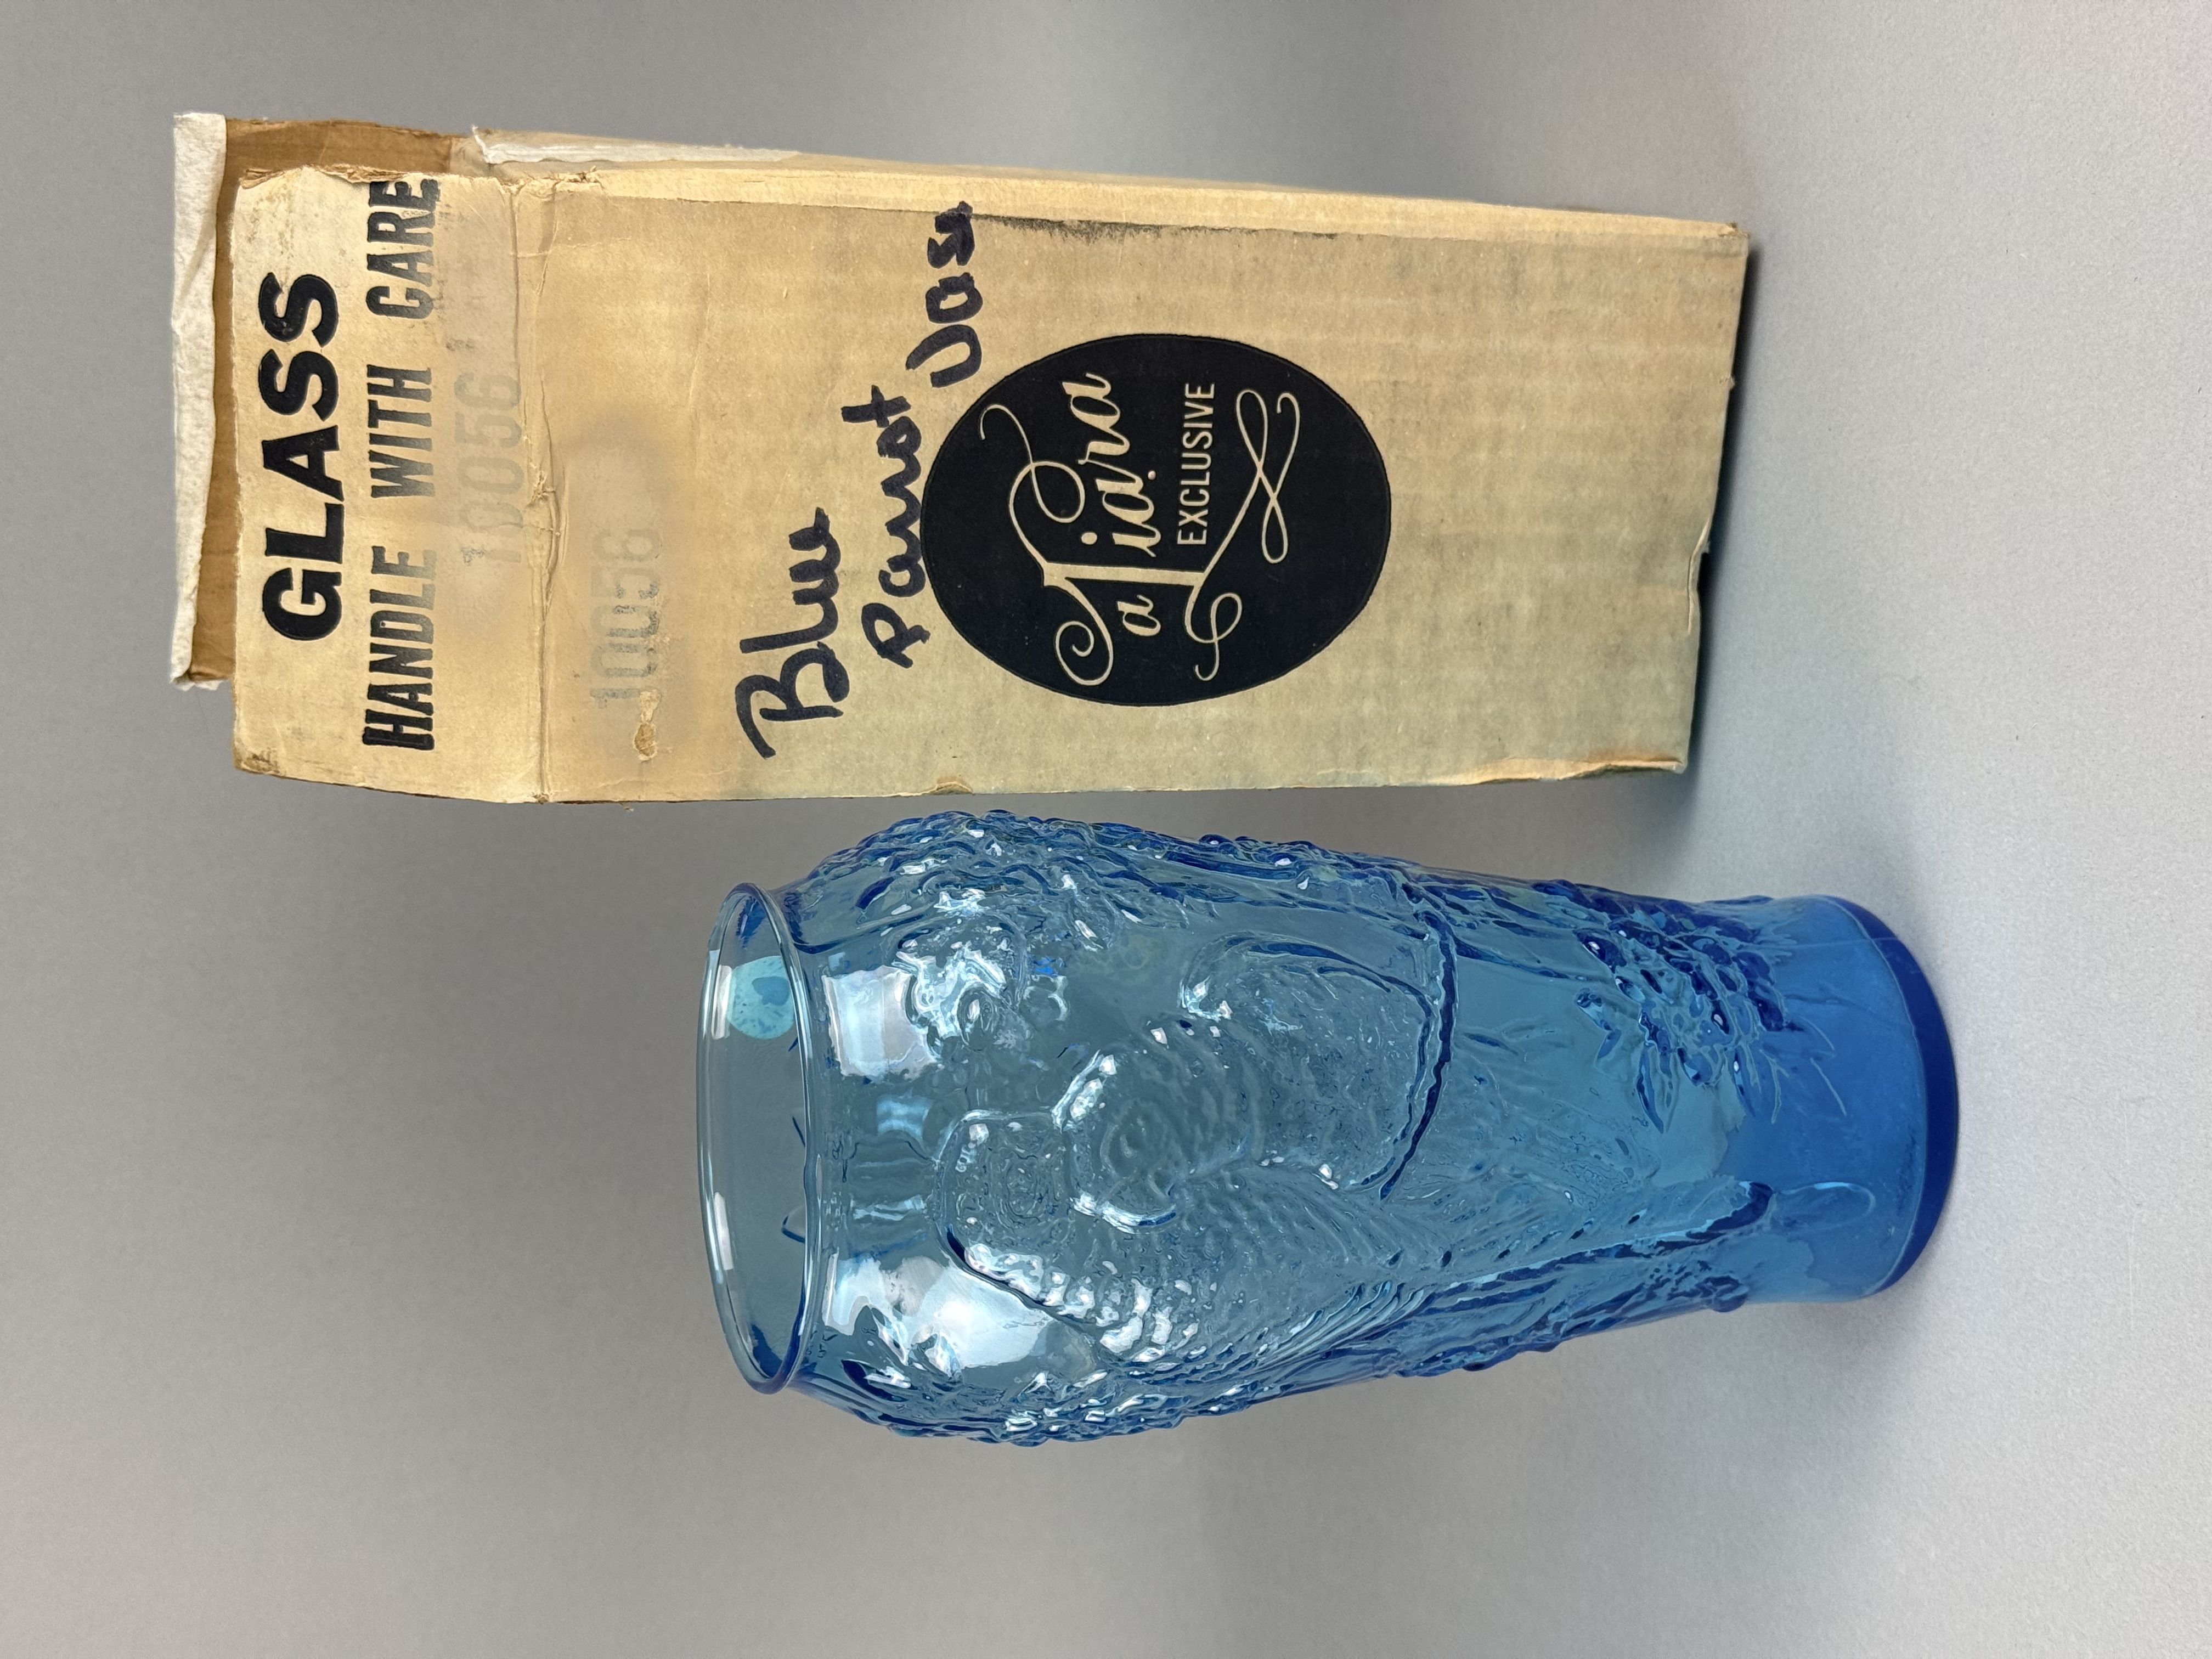 GLASS
HANDLE WITH CARE
10056
10056
Blue
Parrot Vase
a Tiara
EXCLUSIVE